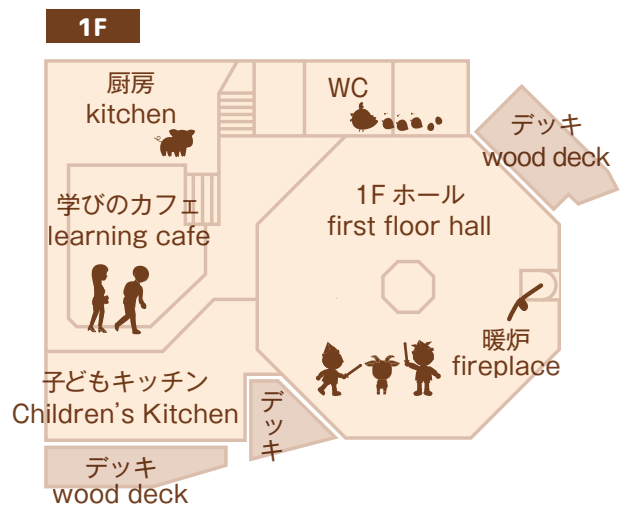 1F
厨房
kitchen
WC
デッキ
wood deck
学びのカフェ
learning cafe
1F ホール
first floor hall
暖炉
fireplace
子どもキッチン
Children's Kitchen
デッキ
デッキ
wood deck